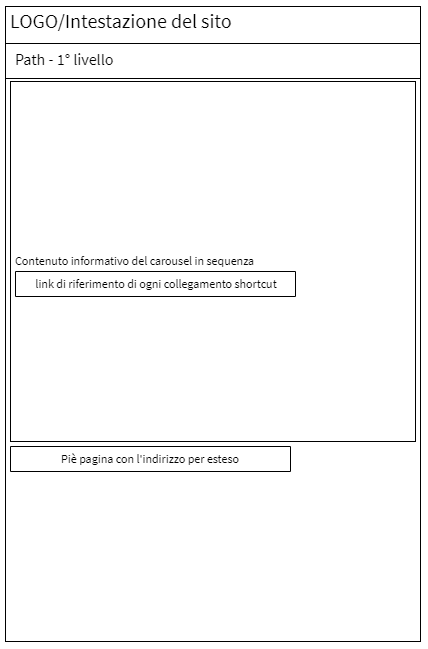 LOGO/Intestazione del sito
Path - 1° livello
Contenuto informativo del carousel in sequenza
link di riferimento di ogni collegamento shortcut
Piè pagina con l'indirizzo per esteso